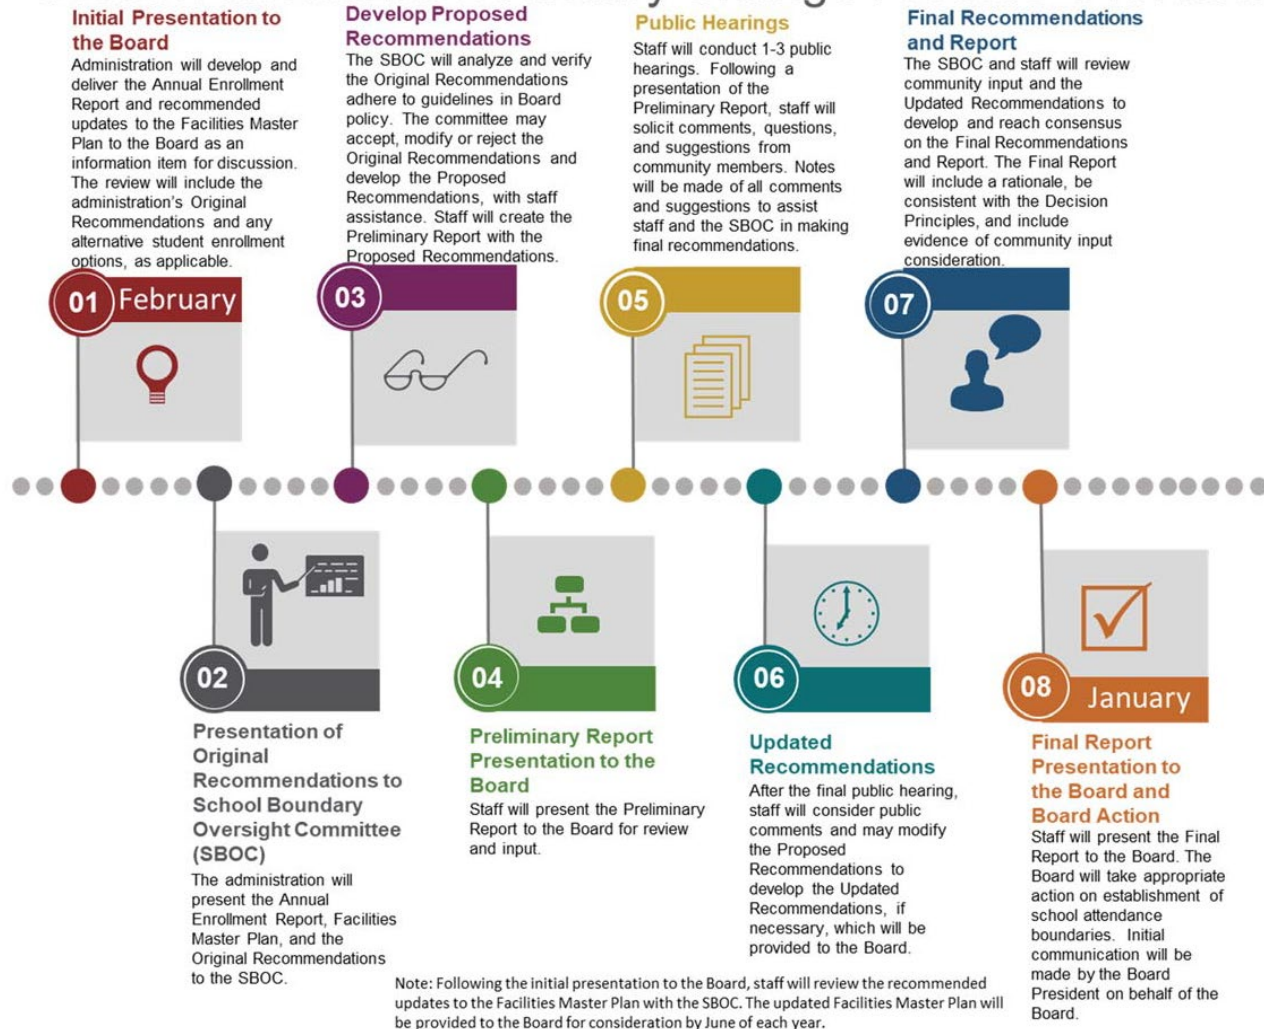 Initial Presentation to
the Board
Administration will develop and
deliver the Annual Enrollment
Report and recommended
updates to the Facilities Master
Plan to the Board as an
information item for discussion.
The review will include the
administration's Original
Recommendations and any
alternative student enrollment
options, as applicable.
01 February
Develop Proposed
Recommendations
The SBOC will analyze and verify
the Original Recommendations
adhere to guidelines in Board
policy. The committee may
accept, modify or reject the
Original Recommendations and
develop the Proposed
Recommendations, with staff
assistance. Staff will create the
Preliminary Report with the
Proposed Recommendations.
03
Public Hearings
Staff will conduct 1-3 public
hearings. Following a
presentation of the
Preliminary Report, staff will
solicit comments, questions,
and suggestions from
community members. Notes
will be made of all comments
and suggestions to assist
staff and the SBOC in making
final recommendations.
05
Final Recommendations
and Report
The SBOC and staff will review
community input and the
Updated Recommendations to
develop and reach consensus
on the Final Recommendations
and Report. The Final Report
will include a rationale, be
consistent with the Decision
Principles, and include
evidence of community input
consideration.
07
02
Presentation of
Original
Recommendations to
School Boundary
Oversight Committee
(SBOC)
The administration will
present the Annual
Enrollment Report, Facilities
Master Plan, and the
Original Recommendations
to the SBOC.
04
Preliminary Report
Presentation to the
Board
Staff will present the Preliminary
Report to the Board for review
and input.
06
Updated
Recommendations
After the final public hearing,
staff will consider public
comments and may modify
the Proposed
Recommendations to
develop the Updated
Recommendations, if
necessary, which will be
provided to the Board.
08 January
Final Report
Presentation to
the Board and
Board Action
Staff will present the Final
Report to the Board. The
Board will take appropriate
action on establishment of
school attendance
boundaries. Initial
communication will be
made by the Board
President on behalf of the
Board.
Note: Following the initial presentation to the Board, staff will review the recommended
updates to the Facilities Master Plan with the SBOC. The updated Facilities Master Plan will
be provided to the Board for consideration by June of each year.